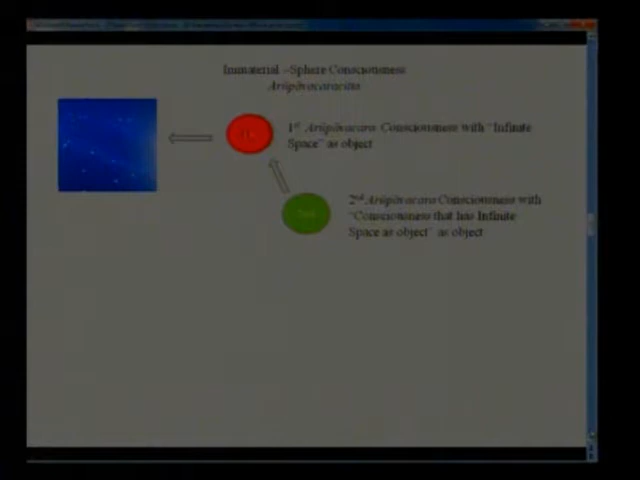 Immaterial –Sphere Consciousness
Arūpāvacaracitta
1st Arūpāvacara Consciousness with "Infinite
Space" as object
2nd Arūpāvacara Consciousness with
"Consciousness that has Infinite
Space as object" as object